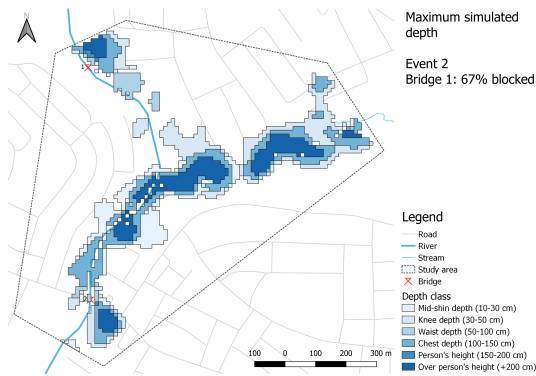 N
Maximum simulated
depth
Event 2
Bridge 1: 67% blocked
1
2
Legend
Road
River
Stream
Study area
Bridge
Depth class
Mid-shin depth (10-30 cm)
Knee depth (30-50 cm)
Waist depth (50-100 cm)
Chest depth (100-150 cm)
Person's height (150-200 cm)
Over person's height (+200 cm)
100 0 100 200 300 m